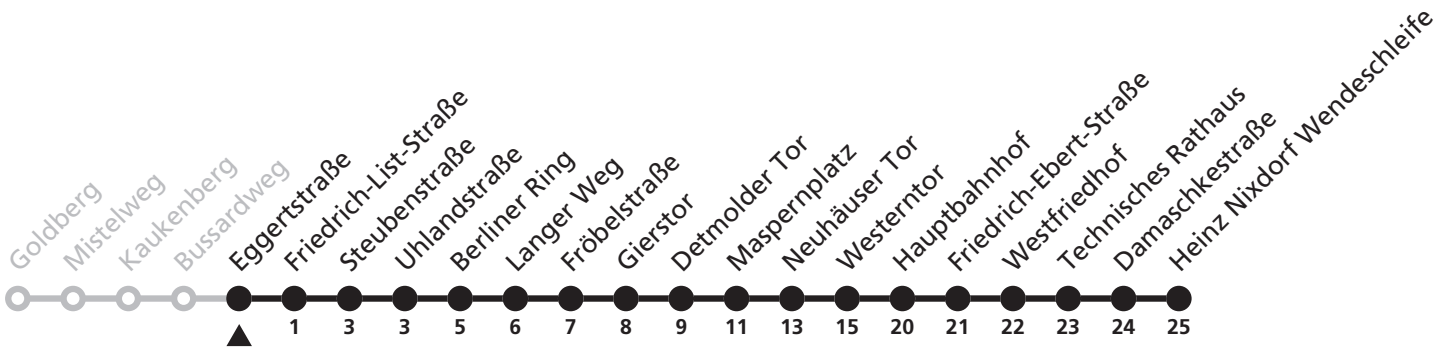 Goldberg
Mistelweg
Kaukenberg
Bussardweg
Eggertstraße
Friedrich-List-Straße
Steubenstraße
Uhlandstraße
Berliner Ring
Langer Weg
Fröbelstraße
Gierstor
Detmolder Tor
Maspernplatz
Neuhäuser Tor
Westerntor
Hauptbahnhof
Friedrich-Ebert-Straße
Westfriedhof
Technisches Rathaus
Damaschkestraße
Heinz Nixdorf Wendeschleife
1 3 3 5 6 7 8 9 11 13 15 20 21 22 23 24 25